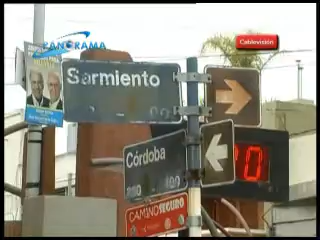 PANORAMA
Cablevisión
Sarmiento
Córdoba
20
CAMINO SEGURO